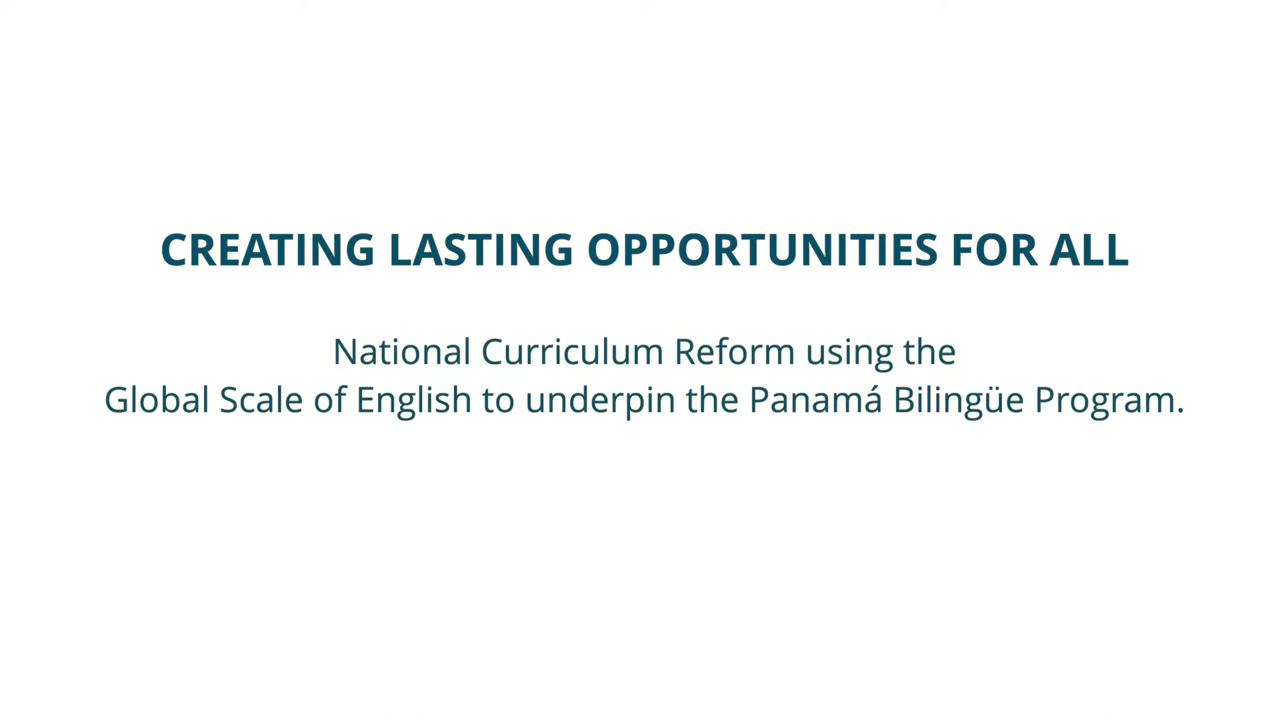 CREATING LASTING OPPORTUNITIES FOR ALL
National Curriculum Reform using the
Global Scale of English to underpin the Panamá Bilingüe Program.